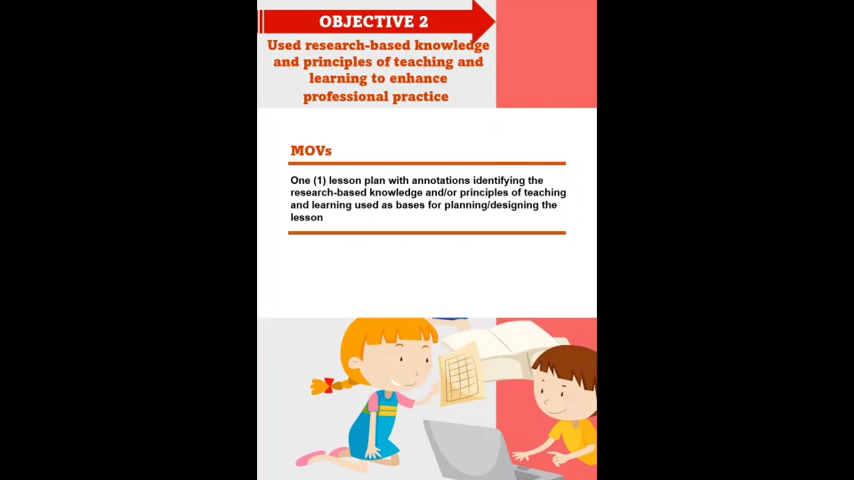 OBJECTIVE 2
Used research-based knowledge
and principles of teaching and
learning to enhance
professional practice
MOVs
One (1) lesson plan with annotations identifying the
research-based knowledge and/or principles of teaching
and learning used as bases for planning/designing the
lesson